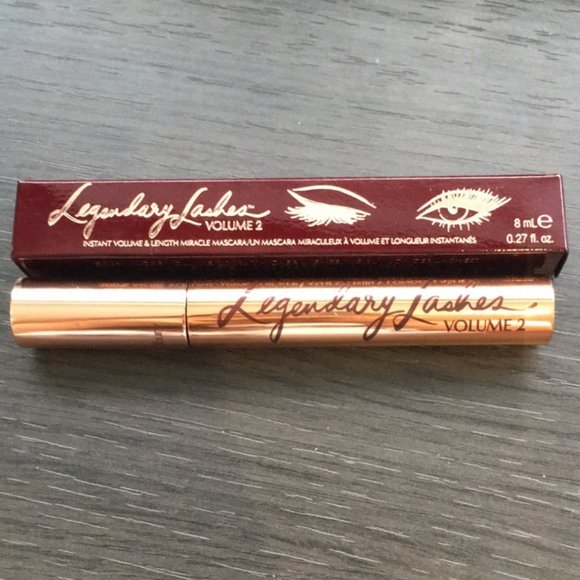 Legendary Lashes™
VOLUME 2
INSTANT VOLUME & LENGTH MIRACLE MASCARA/UN MASCARA MIRACULEUX À VOLUME ET LONGUEUR INSTANTANÉS
8 mL℮
0.27 fl. oz.
Legendary Lashes
VOLUME 2